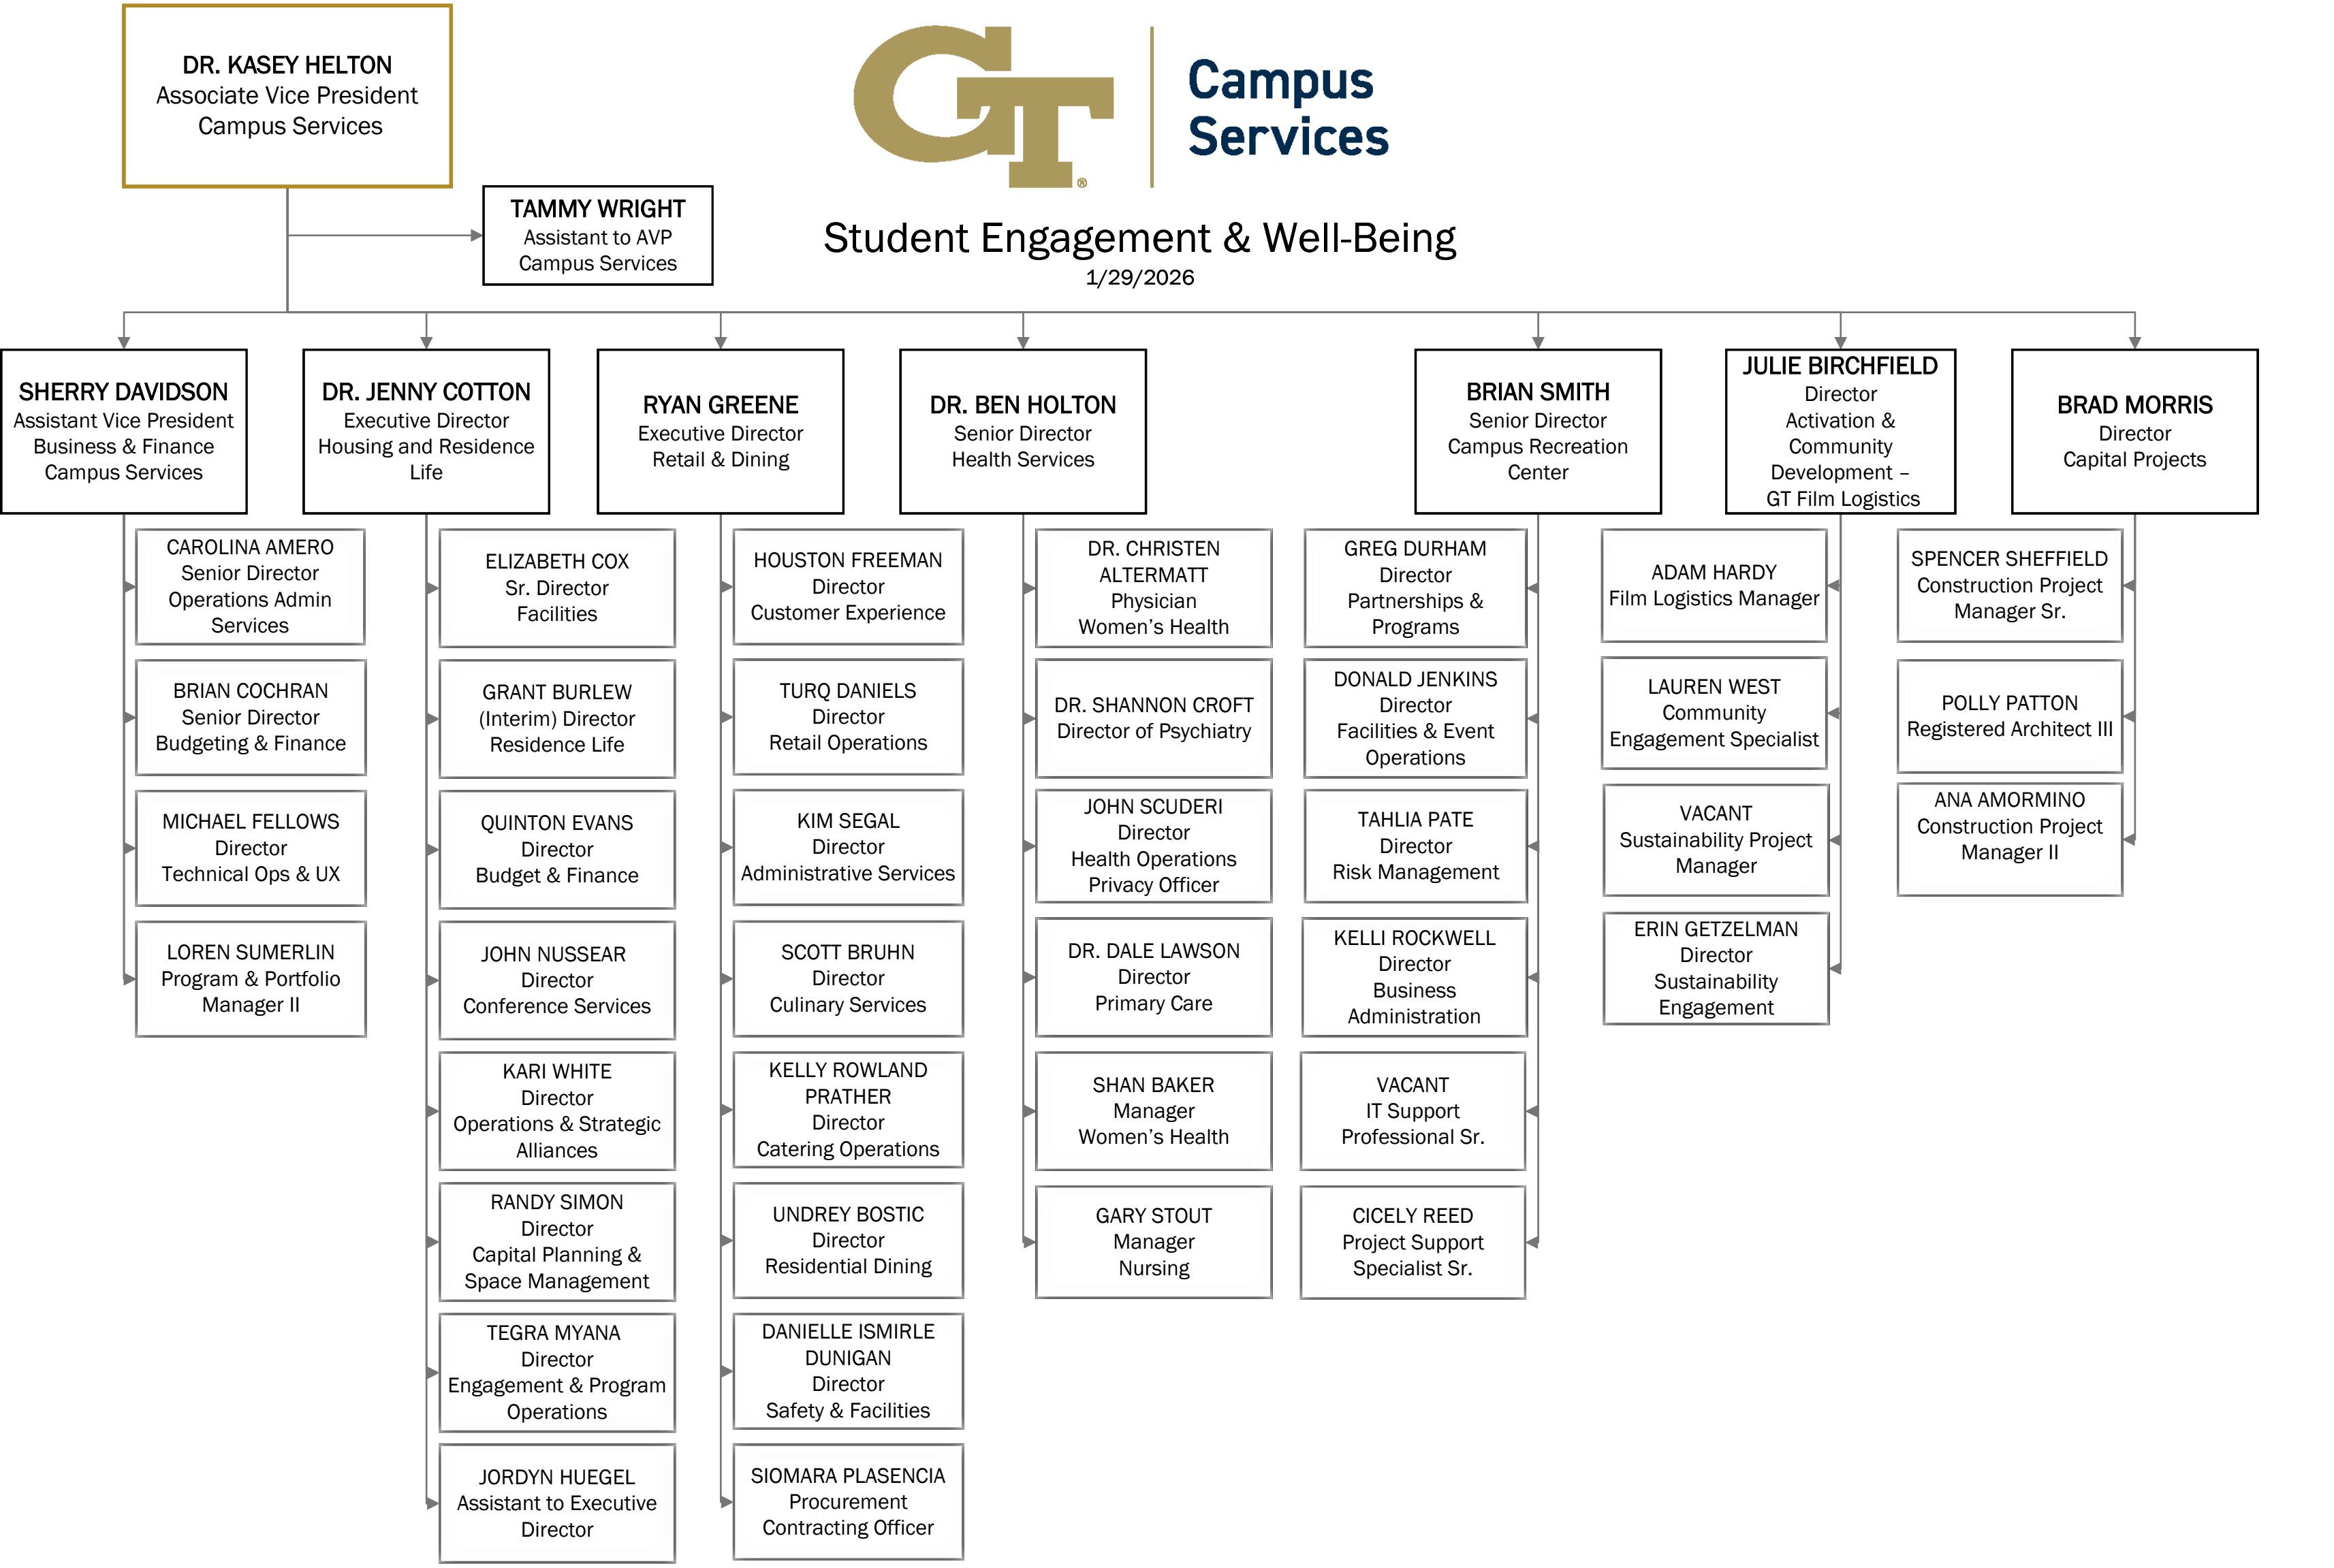 DR. KASEY HELTON
Associate Vice President
Campus Services
GT
®
Campus
Services
TAMMY WRIGHT
Assistant to AVP
Campus Services
Student Engagement & Well-Being
1/29/2026
SHERRY DAVIDSON
Assistant Vice President
Business & Finance
Campus Services
DR. JENNY COTTON
Executive Director
Housing and Residence
Life
RYAN GREENE
Executive Director
Retail & Dining
DR. BEN HOLTON
Senior Director
Health Services
BRIAN SMITH
Senior Director
Campus Recreation
Center
JULIE BIRCHFIELD
Director
Activation &
Community
Development –
GT Film Logistics
BRAD MORRIS
Director
Capital Projects
CAROLINA AMERO
Senior Director
Operations Admin
Services
BRIAN COCHRAN
Senior Director
Budgeting & Finance
MICHAEL FELLOWS
Director
Technical Ops & UX
LOREN SUMERLIN
Program & Portfolio
Manager II
ELIZABETH COX
Sr. Director
Facilities
GRANT BURLEW
(Interim) Director
Residence Life
QUINTON EVANS
Director
Budget & Finance
JOHN NUSSEAR
Director
Conference Services
KARI WHITE
Director
Operations & Strategic
Alliances
RANDY SIMON
Director
Capital Planning &
Space Management
TEGRA MYANA
Director
Engagement & Program
Operations
JORDYN HUEGEL
Assistant to Executive
Director
HOUSTON FREEMAN
Director
Customer Experience
TURQ DANIELS
Director
Retail Operations
KIM SEGAL
Director
Administrative Services
SCOTT BRUHN
Director
Culinary Services
KELLY ROWLAND
PRATHER
Director
Catering Operations
UNDREY BOSTIC
Director
Residential Dining
DANIELLE ISMIRLE
DUNIGAN
Director
Safety & Facilities
SIOMARA PLASENCIA
Procurement
Contracting Officer
DR. CHRISTEN
ALTERMATT
Physician
Women’s Health
DR. SHANNON CROFT
Director of Psychiatry
JOHN SCUDERI
Director
Health Operations
Privacy Officer
DR. DALE LAWSON
Director
Primary Care
SHAN BAKER
Manager
Women’s Health
GARY STOUT
Manager
Nursing
GREG DURHAM
Director
Partnerships &
Programs
DONALD JENKINS
Director
Facilities & Event
Operations
TAHLIA PATE
Director
Risk Management
KELLI ROCKWELL
Director
Business
Administration
VACANT
IT Support
Professional Sr.
CICELY REED
Project Support
Specialist Sr.
ADAM HARDY
Film Logistics Manager
LAUREN WEST
Community
Engagement Specialist
VACANT
Sustainability Project
Manager
ERIN GETZELMAN
Director
Sustainability
Engagement
SPENCER SHEFFIELD
Construction Project
Manager Sr.
POLLY PATTON
Registered Architect III
ANA AMORMINO
Construction Project
Manager II